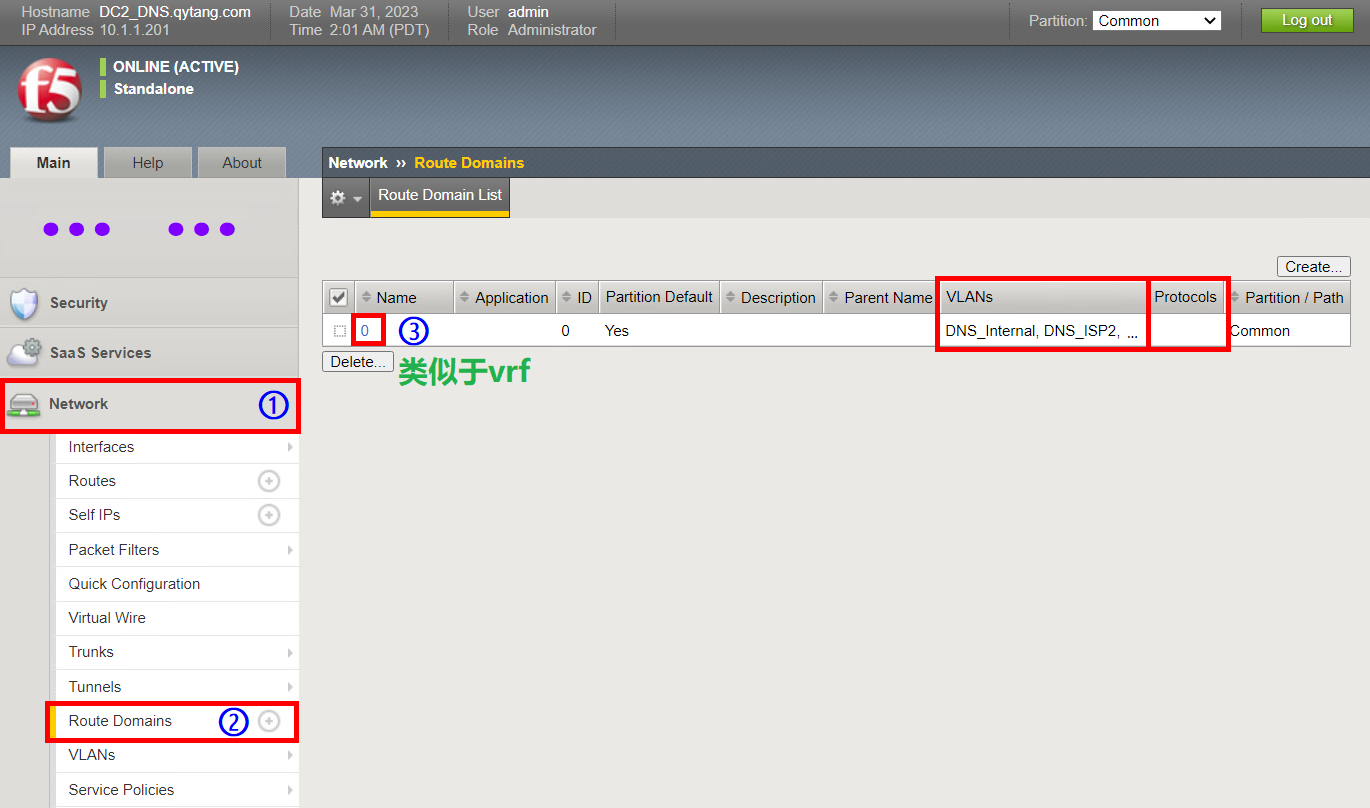 Hostname DC2_DNS.qytang.com Date Mar 31, 2023 User admin
IP Address 10.1.1.201 Time 2:01 AM (PDT) Role Administrator
Partition: Common Log out
f5
ONLINE (ACTIVE)
Standalone
Main Help About
Network ›› Route Domains
Route Domain List
Create...
Name Application ID Partition Default Description Parent Name VLANs Protocols Partition / Path
0 ③ 0 Yes DNS_Internal, DNS_ISP2, ... Common
Delete...
类似于vrf
Security
SaaS Services
Network ①
Interfaces
Routes
Self IPs
Packet Filters
Quick Configuration
Virtual Wire
Trunks
Tunnels
Route Domains ②
VLANs
Service Policies